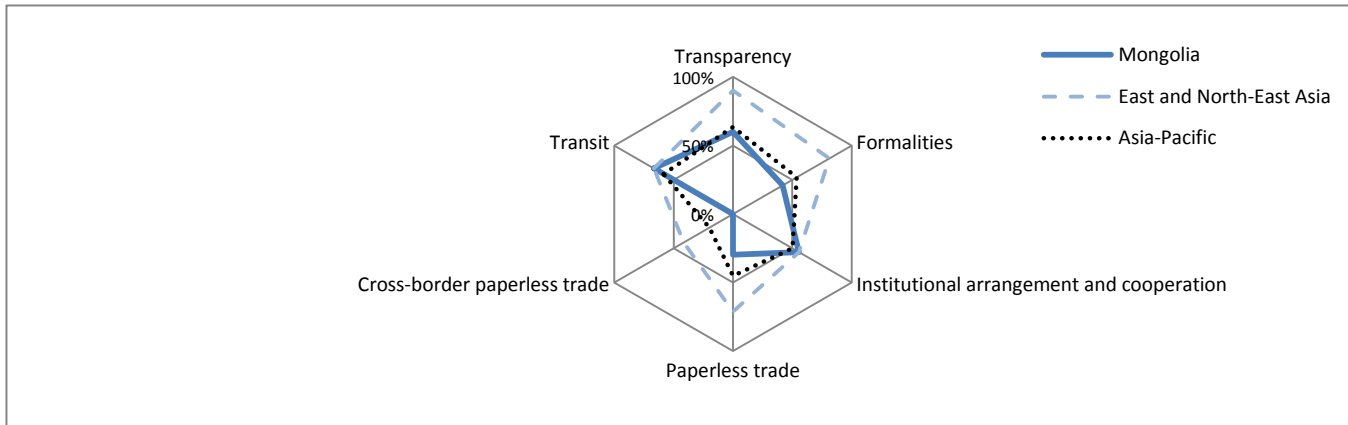 Transparency
100%
Mongolia
East and North-East Asia
Asia-Pacific
Transit
50%
Formalities
0%
Cross-border paperless trade
Institutional arrangement and cooperation
Paperless trade